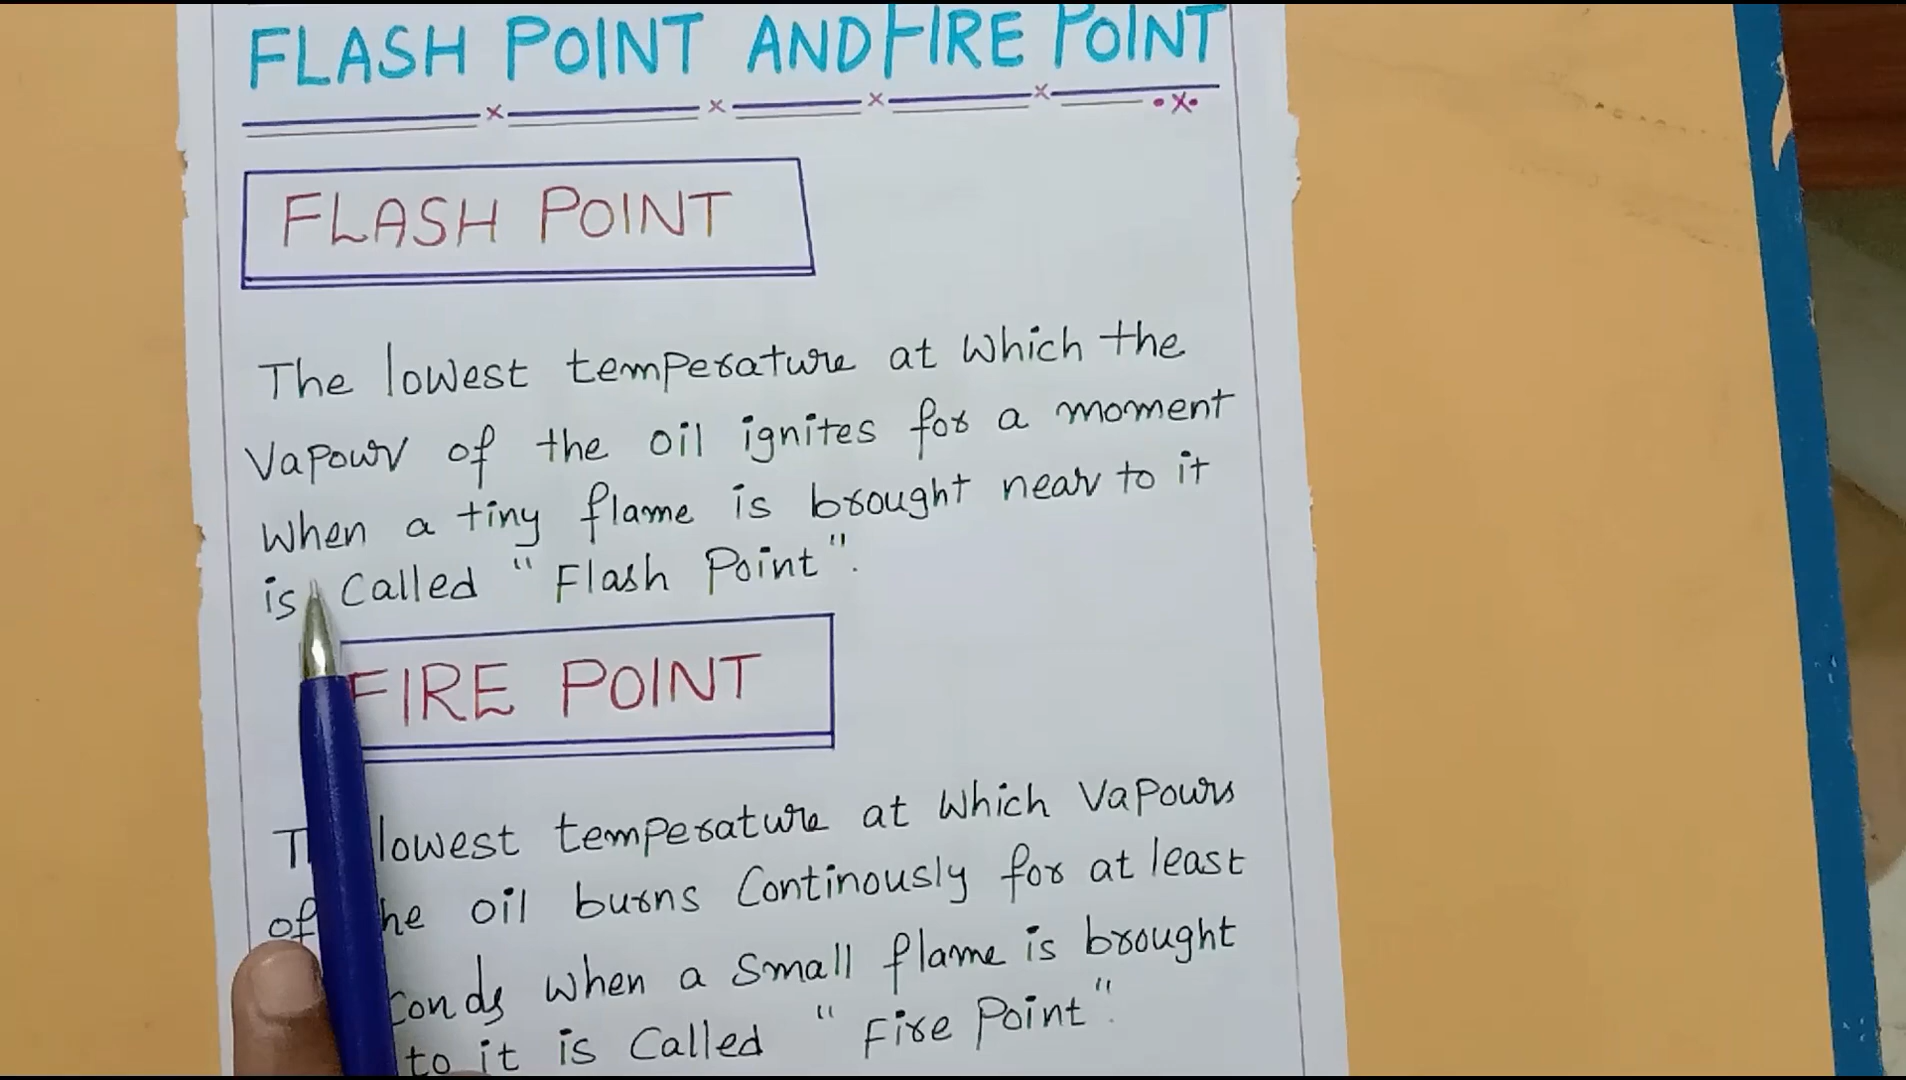 FLASH POINT AND FIRE POINT
FLASH POINT
The lowest temperature at which the
vapour of the oil ignites for a moment
when a tiny flame is brought near to it
is called "Flash Point".
FIRE POINT
lowest temperature at which vapours
of the oil burns continously for at least
when a small flame is brought
to it is called "Fire Point".